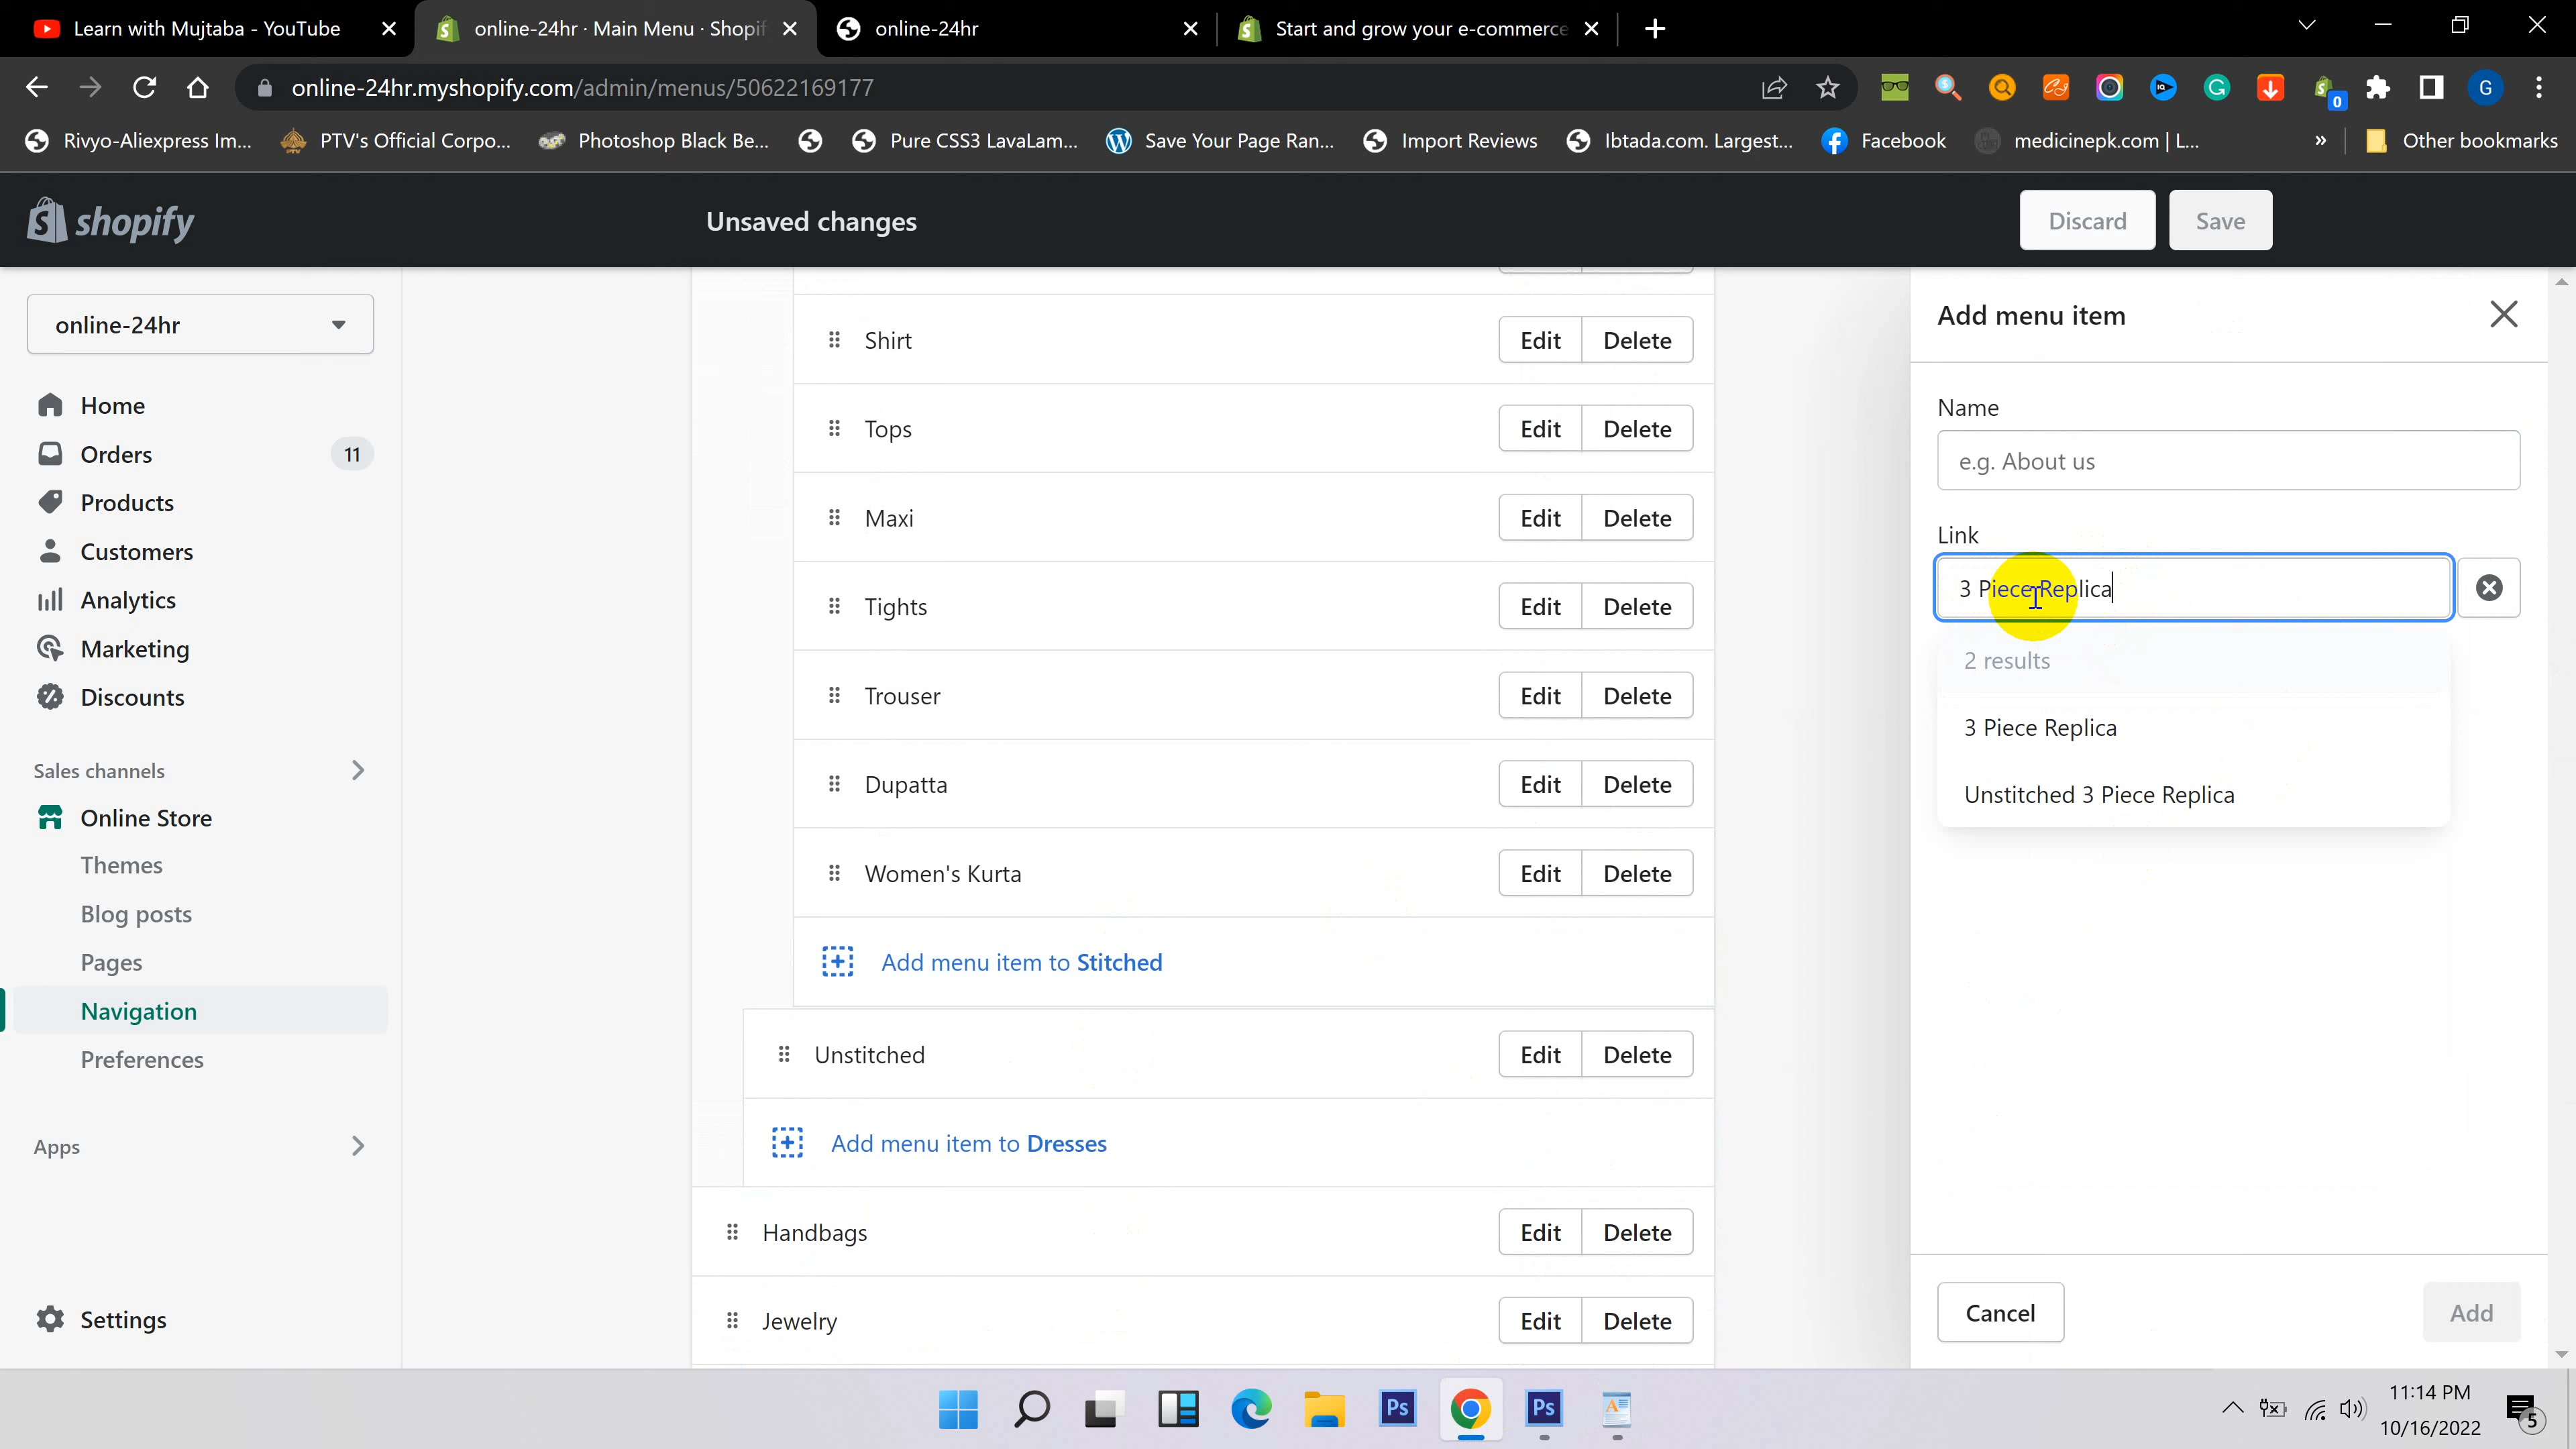 Learn with Mujtaba - YouTube
online-24hr · Main Menu · Shopif
online-24hr
Start and grow your e-commerce
online-24hr.myshopify.com/admin/menus/50622169177
0
G
Rivyo-Aliexpress Im...
PTV's Official Corpo...
Photoshop Black Be...
Pure CSS3 LavaLam...
Save Your Page Ran...
Import Reviews
Ibtada.com. Largest...
Facebook
medicinepk.com | L...
»
Other bookmarks
shopify
Unsaved changes
Discard
Save
online-24hr
Home
Orders
11
Products
Customers
Analytics
Marketing
Discounts
Sales channels
Online Store
Themes
Blog posts
Pages
Navigation
Preferences
Apps
Settings
Shirt
Edit
Delete
Tops
Edit
Delete
Maxi
Edit
Delete
Tights
Edit
Delete
Trouser
Edit
Delete
Dupatta
Edit
Delete
Women's Kurta
Edit
Delete
Add menu item to Stitched
Unstitched
Edit
Delete
Add menu item to Dresses
Handbags
Edit
Delete
Jewelry
Edit
Delete
Add menu item
Name
e.g. About us
Link
3 Piece Replica
2 results
3 Piece Replica
Unstitched 3 Piece Replica
Cancel
Add
Ps
Ps
11:14 PM
10/16/2022
5